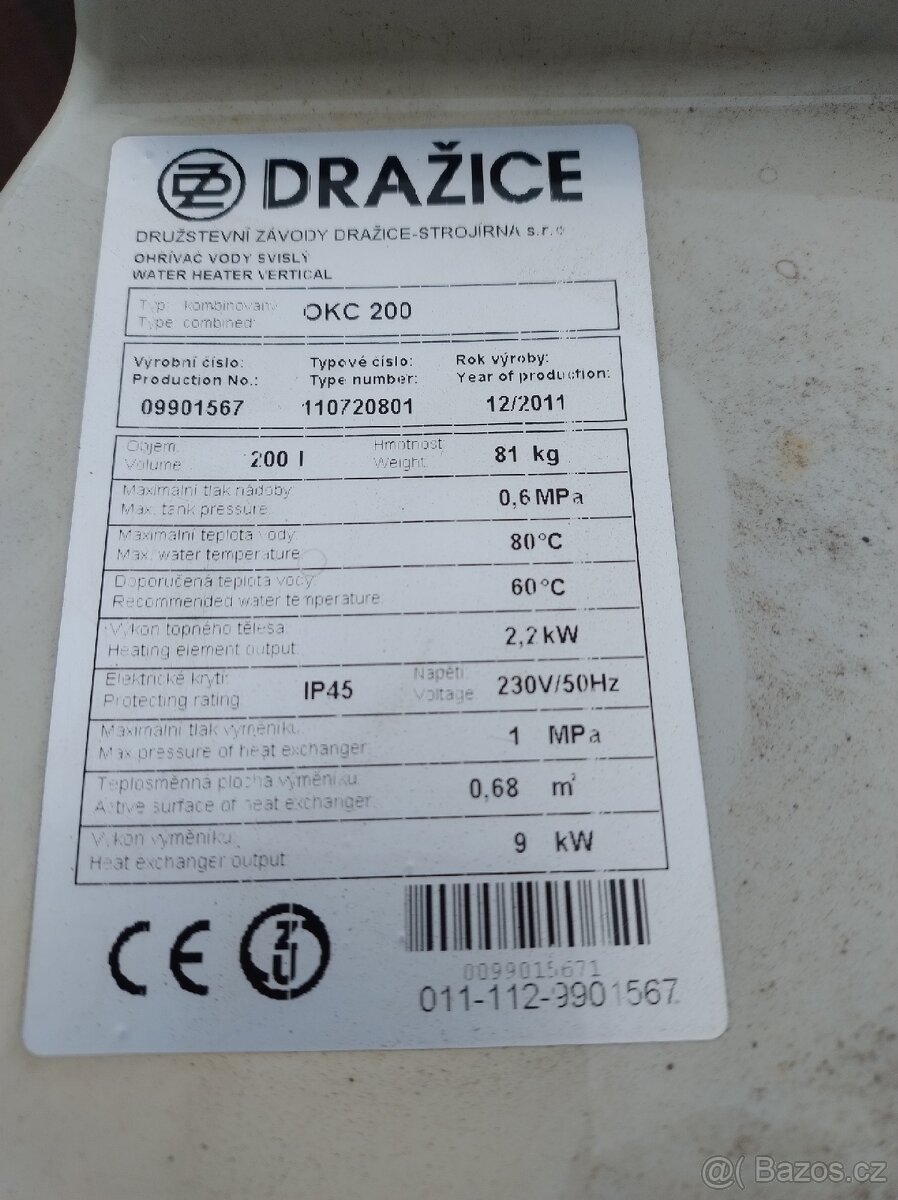 DRAŽICE
DRUŽSTEVNÍ ZÁVODY DRAŽICE-STROJÍRNA s.r.o
OHŘÍVAČ VODY SVISLÝ
WATER HEATER VERTICAL
Typ: kombinovaný
Type combined: OKC 200
Výrobní číslo: Typové číslo: Rok výroby:
Production No.: Type number: Year of production:
09901567 110720801 12/2011
Objem: Hmotnost:
Volume: 200 l Weight: 81 kg
Maximální tlak nádoby:
Max. tank pressure: 0,6 MPa
Maximální teplota vody:
Max. water temperature: 80°C
Doporučená teplota vody:
Recommended water temperature: 60°C
Výkon topného tělesa:
Heating element output: 2,2 kW
Elektrické krytí: Napětí:
Protecting rating IP45 Voltage: 230V/50Hz
Maximální tlak výměníku:
Max pressure of heat exchanger: 1 MPa
Teplosměnná plocha výměníku:
Active surface of heat exchanger: 0,68 m²
Výkon výměníku:
Heat exchanger output: 9 kW
CE
0099015671
011-112-9901567
@( Bazos.cz